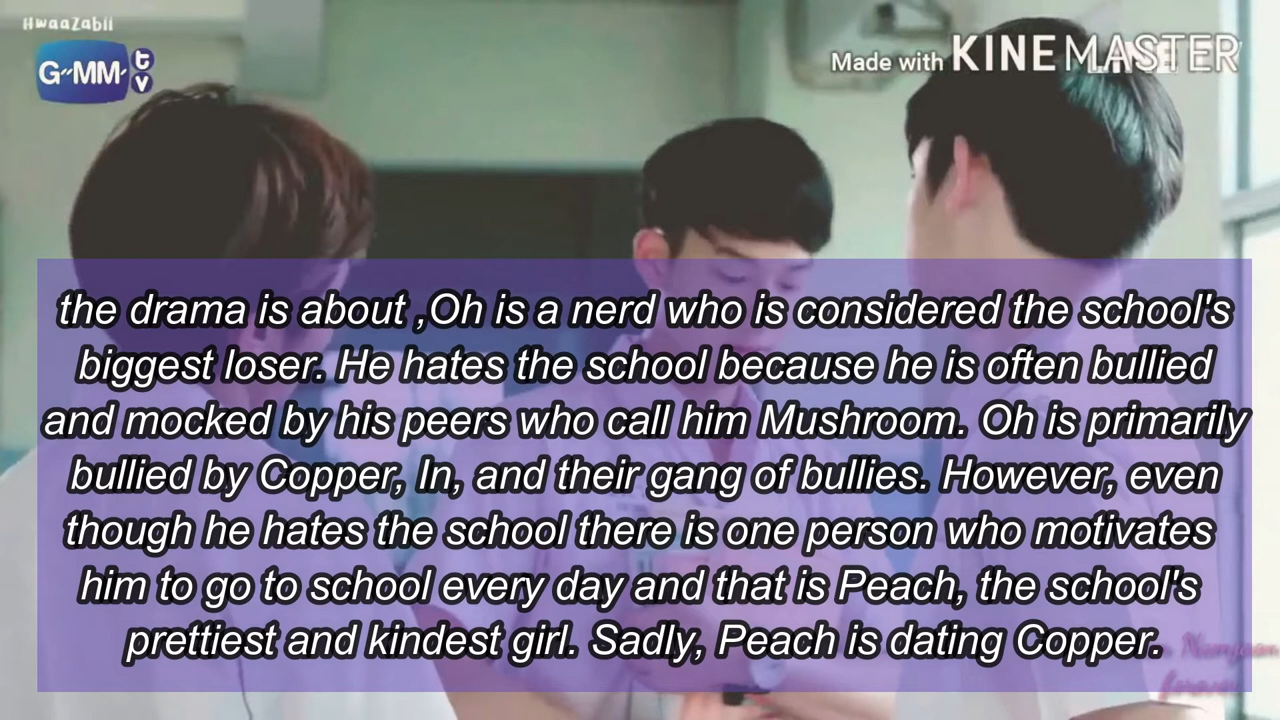 HwaaZabii
G-MM-
tv
Made with KINEMASTER
the drama is about ,Oh is a nerd who is considered the school's
biggest loser. He hates the school because he is often bullied
and mocked by his peers who call him Mushroom. Oh is primarily
bullied by Copper, In, and their gang of bullies. However, even
though he hates the school there is one person who motivates
him to go to school every day and that is Peach, the school's
prettiest and kindest girl. Sadly, Peach is dating Copper.